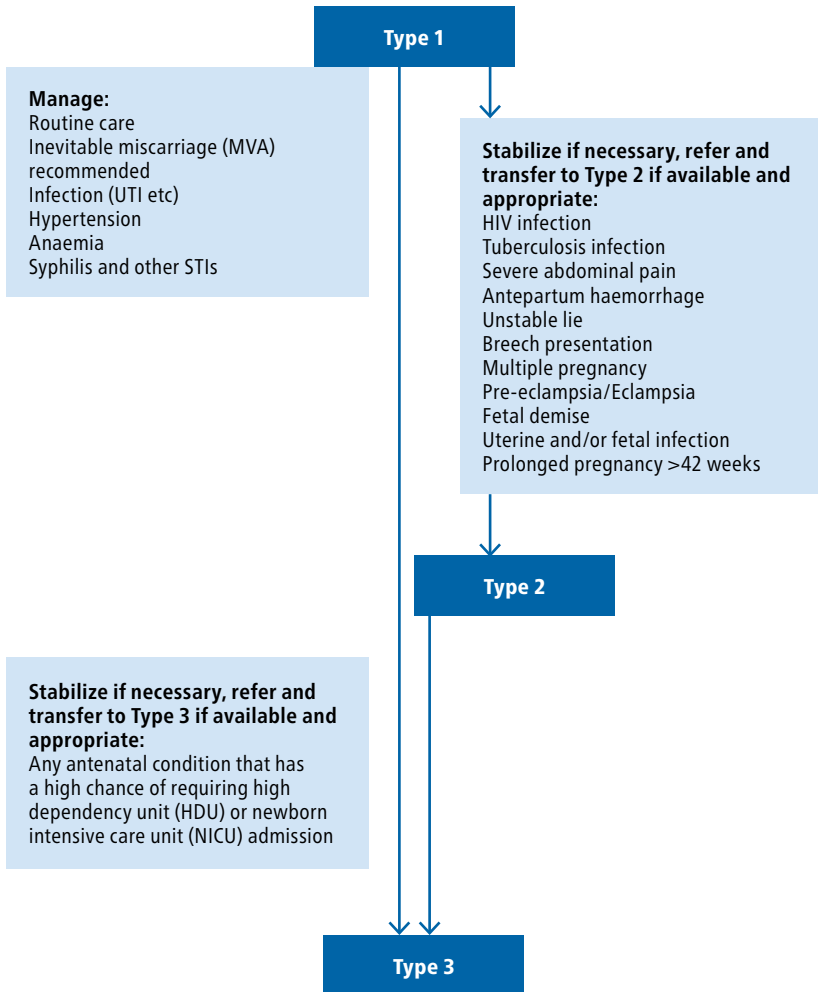 Type 1
Manage:
Routine care
Inevitable miscarriage (MVA)
recommended
Infection (UTI etc)
Hypertension
Anaemia
Syphilis and other STIs
Stabilize if necessary, refer and
transfer to Type 2 if available and
appropriate:
HIV infection
Tuberculosis infection
Severe abdominal pain
Antepartum haemorrhage
Unstable lie
Breech presentation
Multiple pregnancy
Pre-eclampsia/Eclampsia
Fetal demise
Uterine and/or fetal infection
Prolonged pregnancy >42 weeks
Type 2
Stabilize if necessary, refer and
transfer to Type 3 if available and
appropriate:
Any antenatal condition that has
a high chance of requiring high
dependency unit (HDU) or newborn
intensive care unit (NICU) admission
Type 3